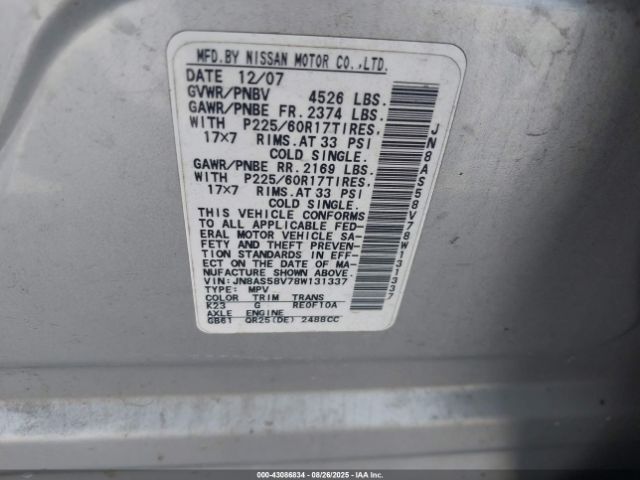 MFD.BY NISSAN MOTOR CO.,LTD.
DATE 12/07
GVWR/PNBV 4526 LBS.
GAWR/PNBE FR. 2374 LBS.
WITH P225/60R17TIRES.
17×7 RIMS.AT 33 PSI
COLD SINGLE.
GAWR/PNBE RR. 2169 LBS.
WITH P225/60R17TIRES.
17×7 RIMS.AT 33 PSI
COLD SINGLE.
THIS VEHICLE CONFORMS
TO ALL APPLICABLE FED-
ERAL MOTOR VEHICLE SA-
FETY AND THEFT PREVEN-
TION STANDARDS IN EFF-
ECT ON THE DATE OF MA-
NUFACTURE SHOWN ABOVE.
VIN:JN8AS58V78W131337
TYPE: MPV
COLOR TRIM TRANS
K23 G RE0F10A
AXLE ENGINE
GB61 QR25(DE) 2488CC
JN8AS58V78W131337
000-43086834 | 08/26/2025 | IAAI.COM